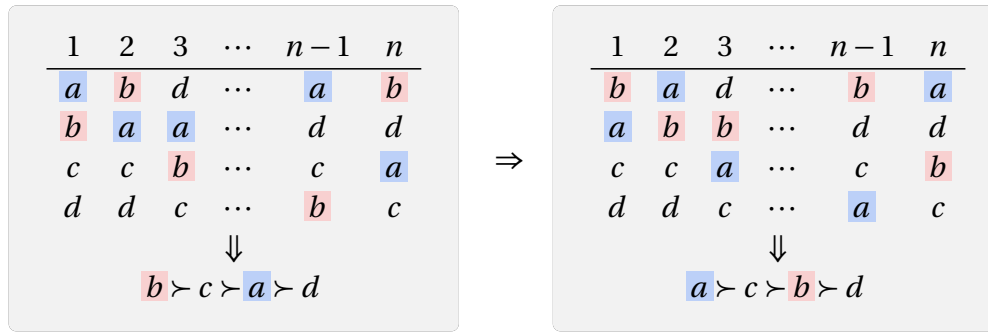 1 2 3 ⋯ n − 1 n
a b d ⋯ a b
b a a ⋯ d d
c c b ⋯ c a
d d c ⋯ b c
⇓
b ≻ c ≻ a ≻ d
⇒
1 2 3 ⋯ n − 1 n
b a d ⋯ b a
a b b ⋯ d d
c c a ⋯ c b
d d c ⋯ a c
⇓
a ≻ c ≻ b ≻ d